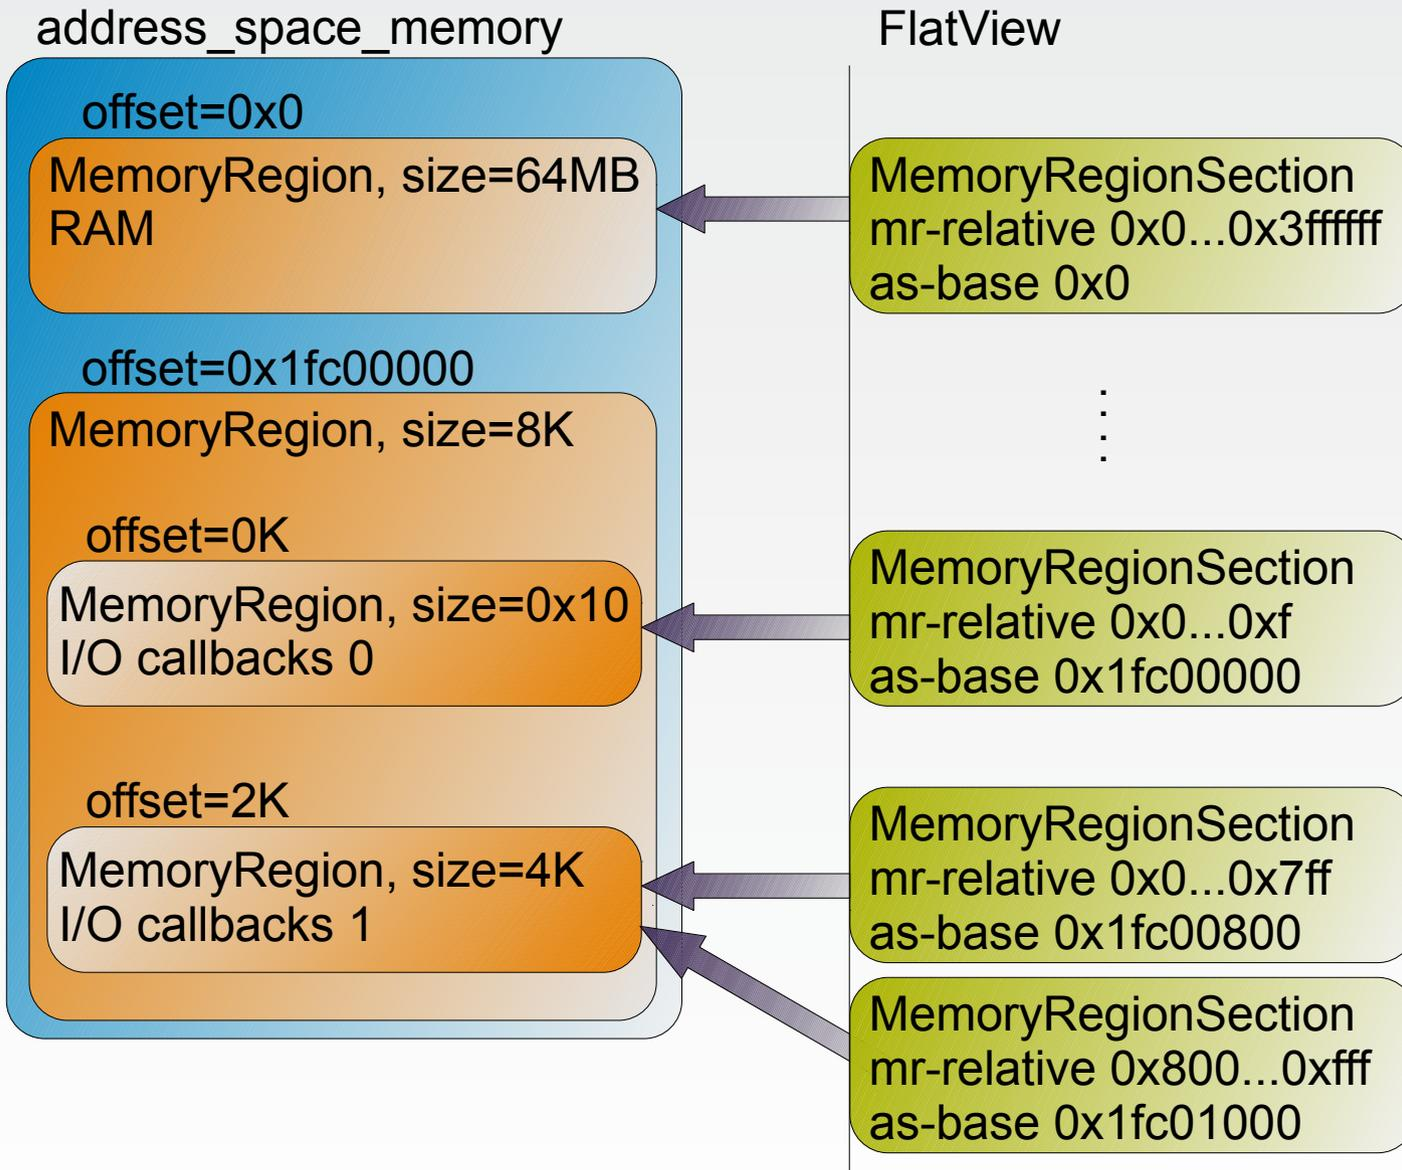 address_space_memory
offset=0x0
MemoryRegion, size=64MB
RAM
offset=0x1fc00000
MemoryRegion, size=8K
offset=0K
MemoryRegion, size=0x10
I/O callbacks 0
offset=2K
MemoryRegion, size=4K
I/O callbacks 1
FlatView
MemoryRegionSection
mr-relative 0x0...0x3ffffff
as-base 0x0
MemoryRegionSection
mr-relative 0x0...0xf
as-base 0x1fc00000
MemoryRegionSection
mr-relative 0x0...0x7ff
as-base 0x1fc00800
MemoryRegionSection
mr-relative 0x800...0xfff
as-base 0x1fc01000